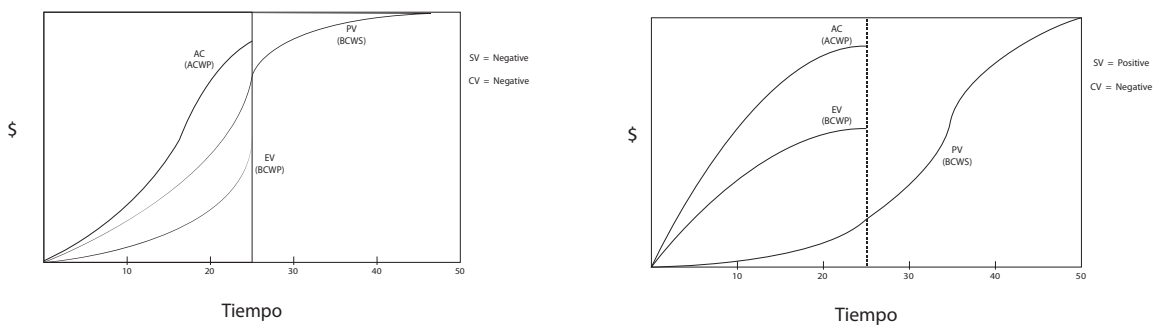 AC
(ACWP)
PV
(BCWS)
SV = Negative
CV = Negative
$
EV
(BCWP)
10
20
30
40
50
Tiempo
AC
(ACWP)
SV = Positive
CV = Negative
EV
(BCWP)
$
PV
(BCWS)
10
20
30
40
50
Tiempo